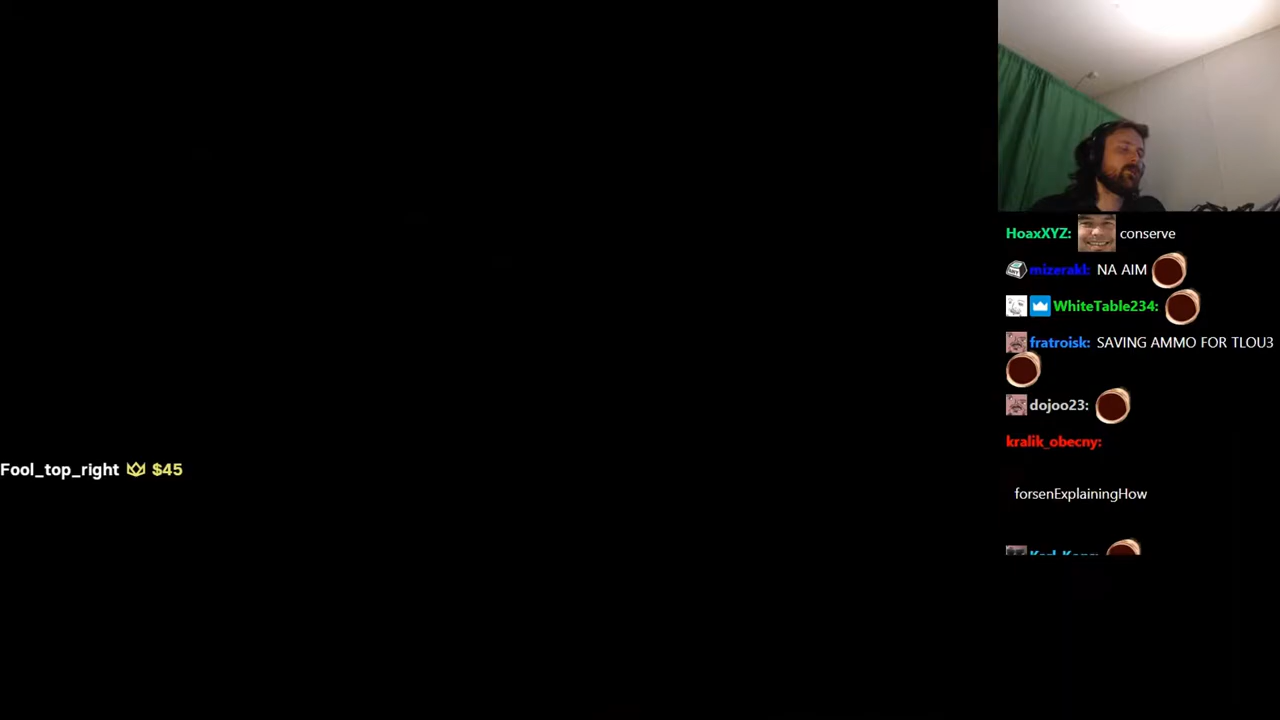 HoaxXYZ: conserve
mizerakl: NA AIM
WhiteTable234:
fratroisk: SAVING AMMO FOR TLOU3
dojoo23:
kralik_obecny:
Fool_top_right $45
forsenExplainingHow